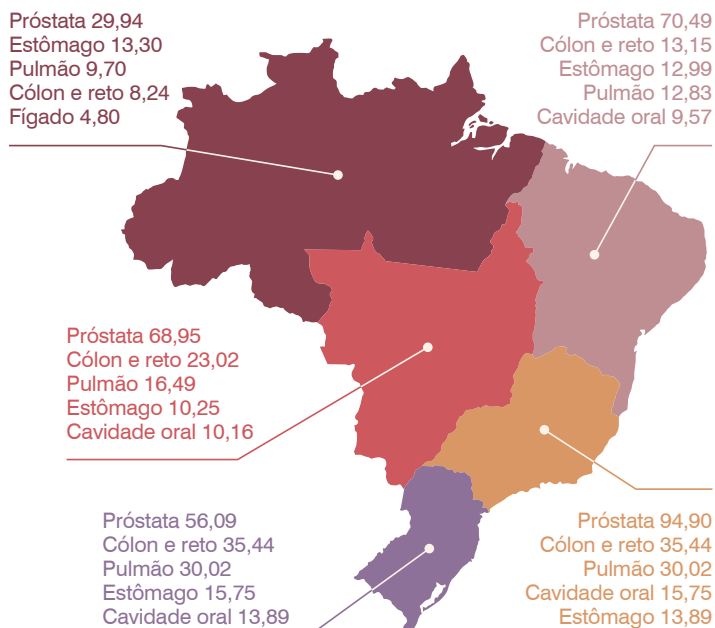 Próstata 29,94
Estômago 13,30
Pulmão 9,70
Cólon e reto 8,24
Fígado 4,80
Próstata 70,49
Cólon e reto 13,15
Estômago 12,99
Pulmão 12,83
Cavidade oral 9,57
Próstata 68,95
Cólon e reto 23,02
Pulmão 16,49
Estômago 10,25
Cavidade oral 10,16
Próstata 56,09
Cólon e reto 35,44
Pulmão 30,02
Estômago 15,75
Cavidade oral 13,89
Próstata 94,90
Cólon e reto 35,44
Pulmão 30,02
Cavidade oral 15,75
Estômago 13,89